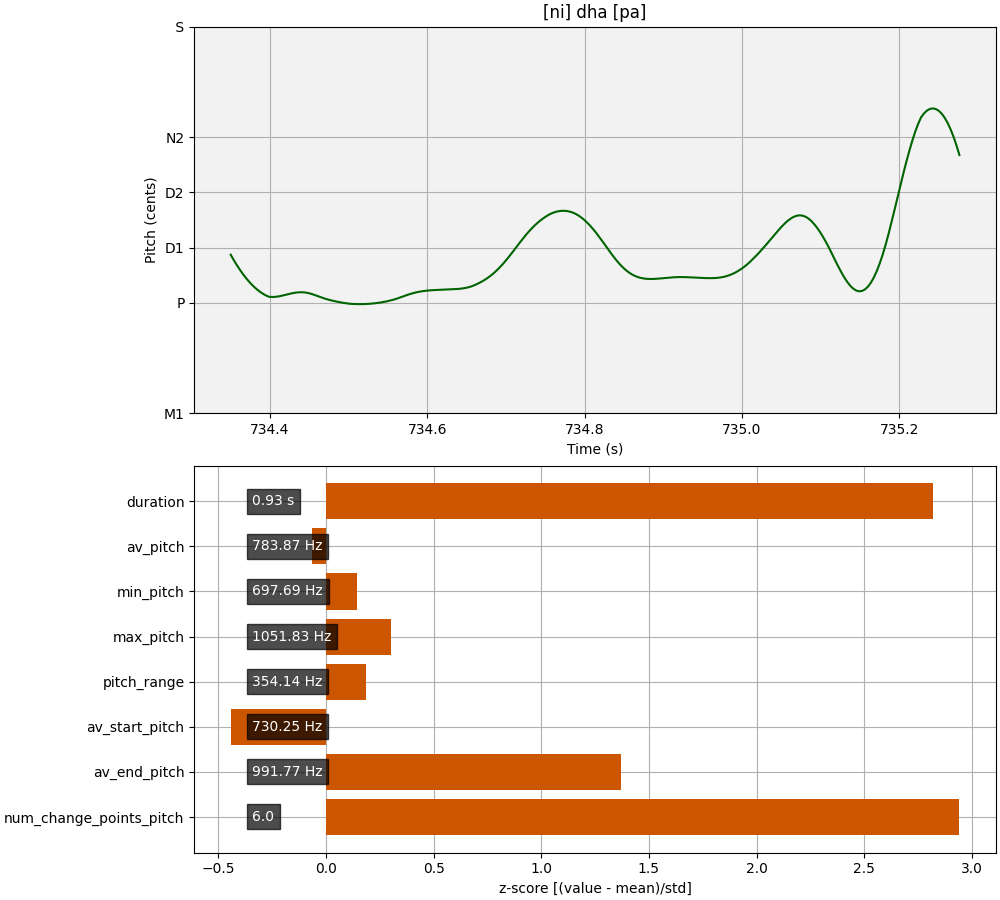 [ni] dha [pa]
S
N2
D2
D1
P
M1
Pitch (cents)
734.4 734.6 734.8 735.0 735.2
Time (s)
duration 0.93 s
av_pitch 783.87 Hz
min_pitch 697.69 Hz
max_pitch 1051.83 Hz
pitch_range 354.14 Hz
av_start_pitch 730.25 Hz
av_end_pitch 991.77 Hz
num_change_points_pitch 6.0
−0.5 0.0 0.5 1.0 1.5 2.0 2.5 3.0
z-score [(value - mean)/std]